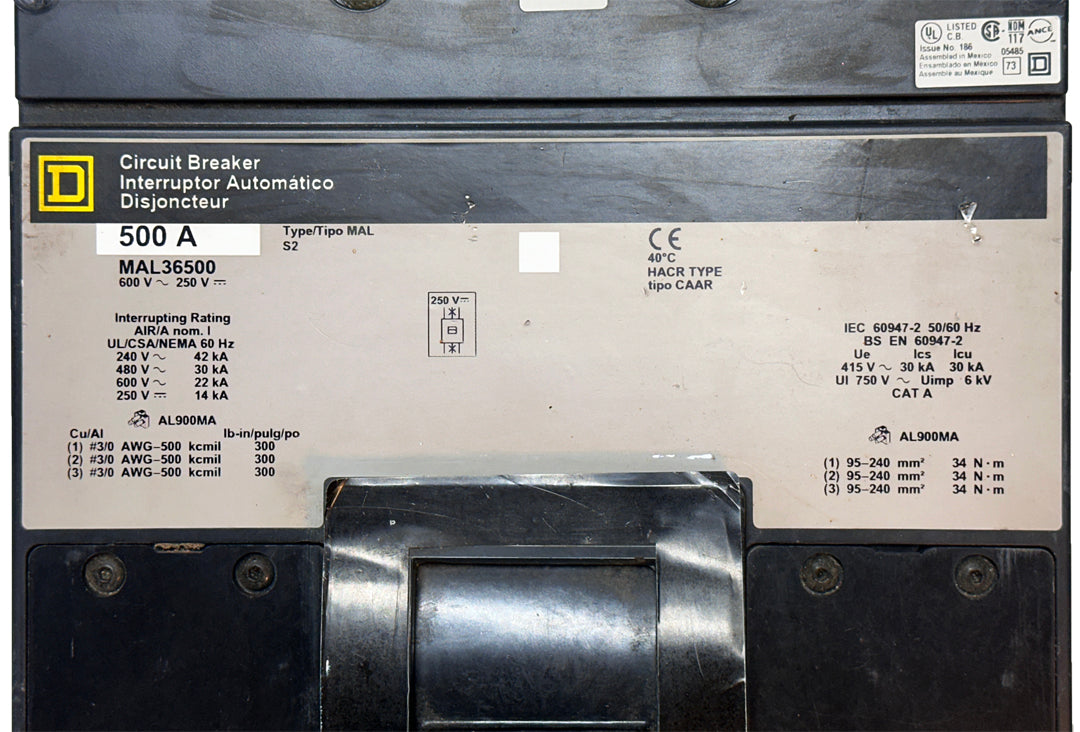 UL LISTED C.B. SP® NOM 117 ANCE
Issue No. 186 05485
Assembled in Mexico
Ensamblado en México 73
Assemblé au Mexique
Circuit Breaker
Interruptor Automático
Disjoncteur
500 A
Type/Tipo MAL
S2
MAL36500
600 V ~ 250 V ⎓
CE
40°C
HACR TYPE
tipo CAAR
250 V⎓
Interrupting Rating
AIR/A nom. I
UL/CSA/NEMA 60 Hz
240 V ~ 42 kA
480 V ~ 30 kA
600 V ~ 22 kA
250 V ⎓ 14 kA
AL900MA
Cu/Al lb-in/pulg/po
(1) #3/0 AWG–500 kcmil 300
(2) #3/0 AWG–500 kcmil 300
(3) #3/0 AWG–500 kcmil 300
IEC 60947-2 50/60 Hz
BS EN 60947-2
Ue Ics Icu
415 V ~ 30 kA 30 kA
UI 750 V ~ Uimp 6 kV
CAT A
AL900MA
(1) 95–240 mm² 34 N·m
(2) 95–240 mm² 34 N·m
(3) 95–240 mm² 34 N·m